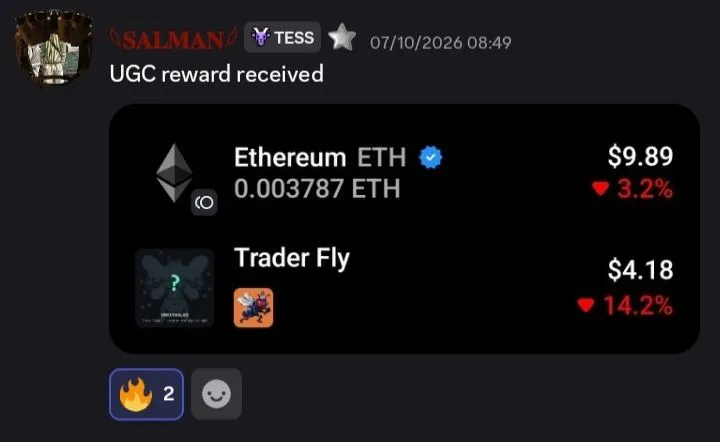 SALMAN TESS 07/10/2026 08:49
UGC reward received
Ethereum ETH $9.89
0.003787 ETH 3.2%
Trader Fly $4.18
?
14.2%
2